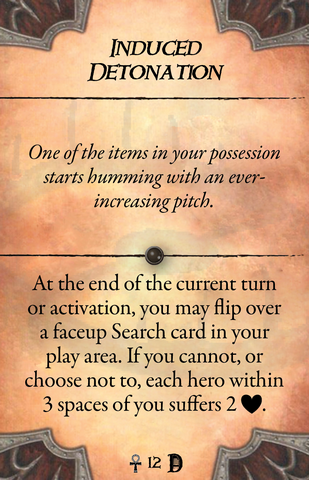 INDUCED
DETONATION
One of the items in your possession
starts humming with an ever-
increasing pitch.
At the end of the current turn
or activation, you may flip over
a faceup Search card in your
play area. If you cannot, or
choose not to, each hero within
3 spaces of you suffers 2 ♥.
☥ 12 D